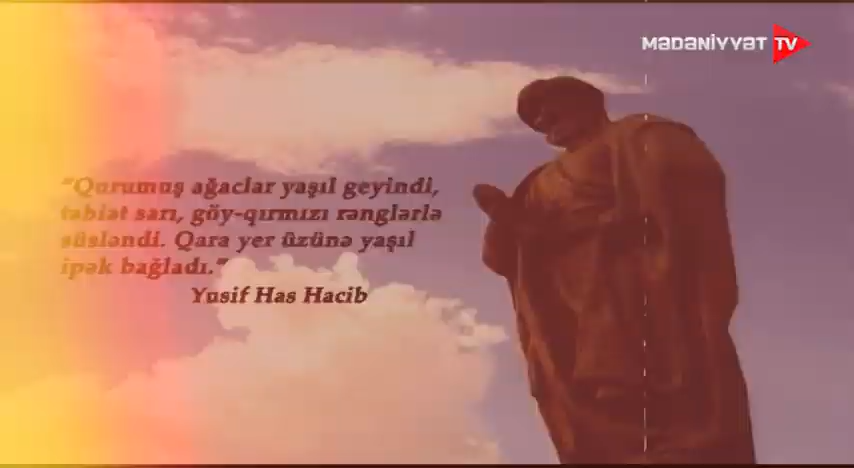 MƏDƏNİYYƏT TV
"Qurumuş ağaclar yaşıl geyindi,
təbiət sarı, göy-qırmızı rənglərlə
süsləndi. Qara yer üzünə yaşıl
ipək bağladı."
Yusif Has Hacib